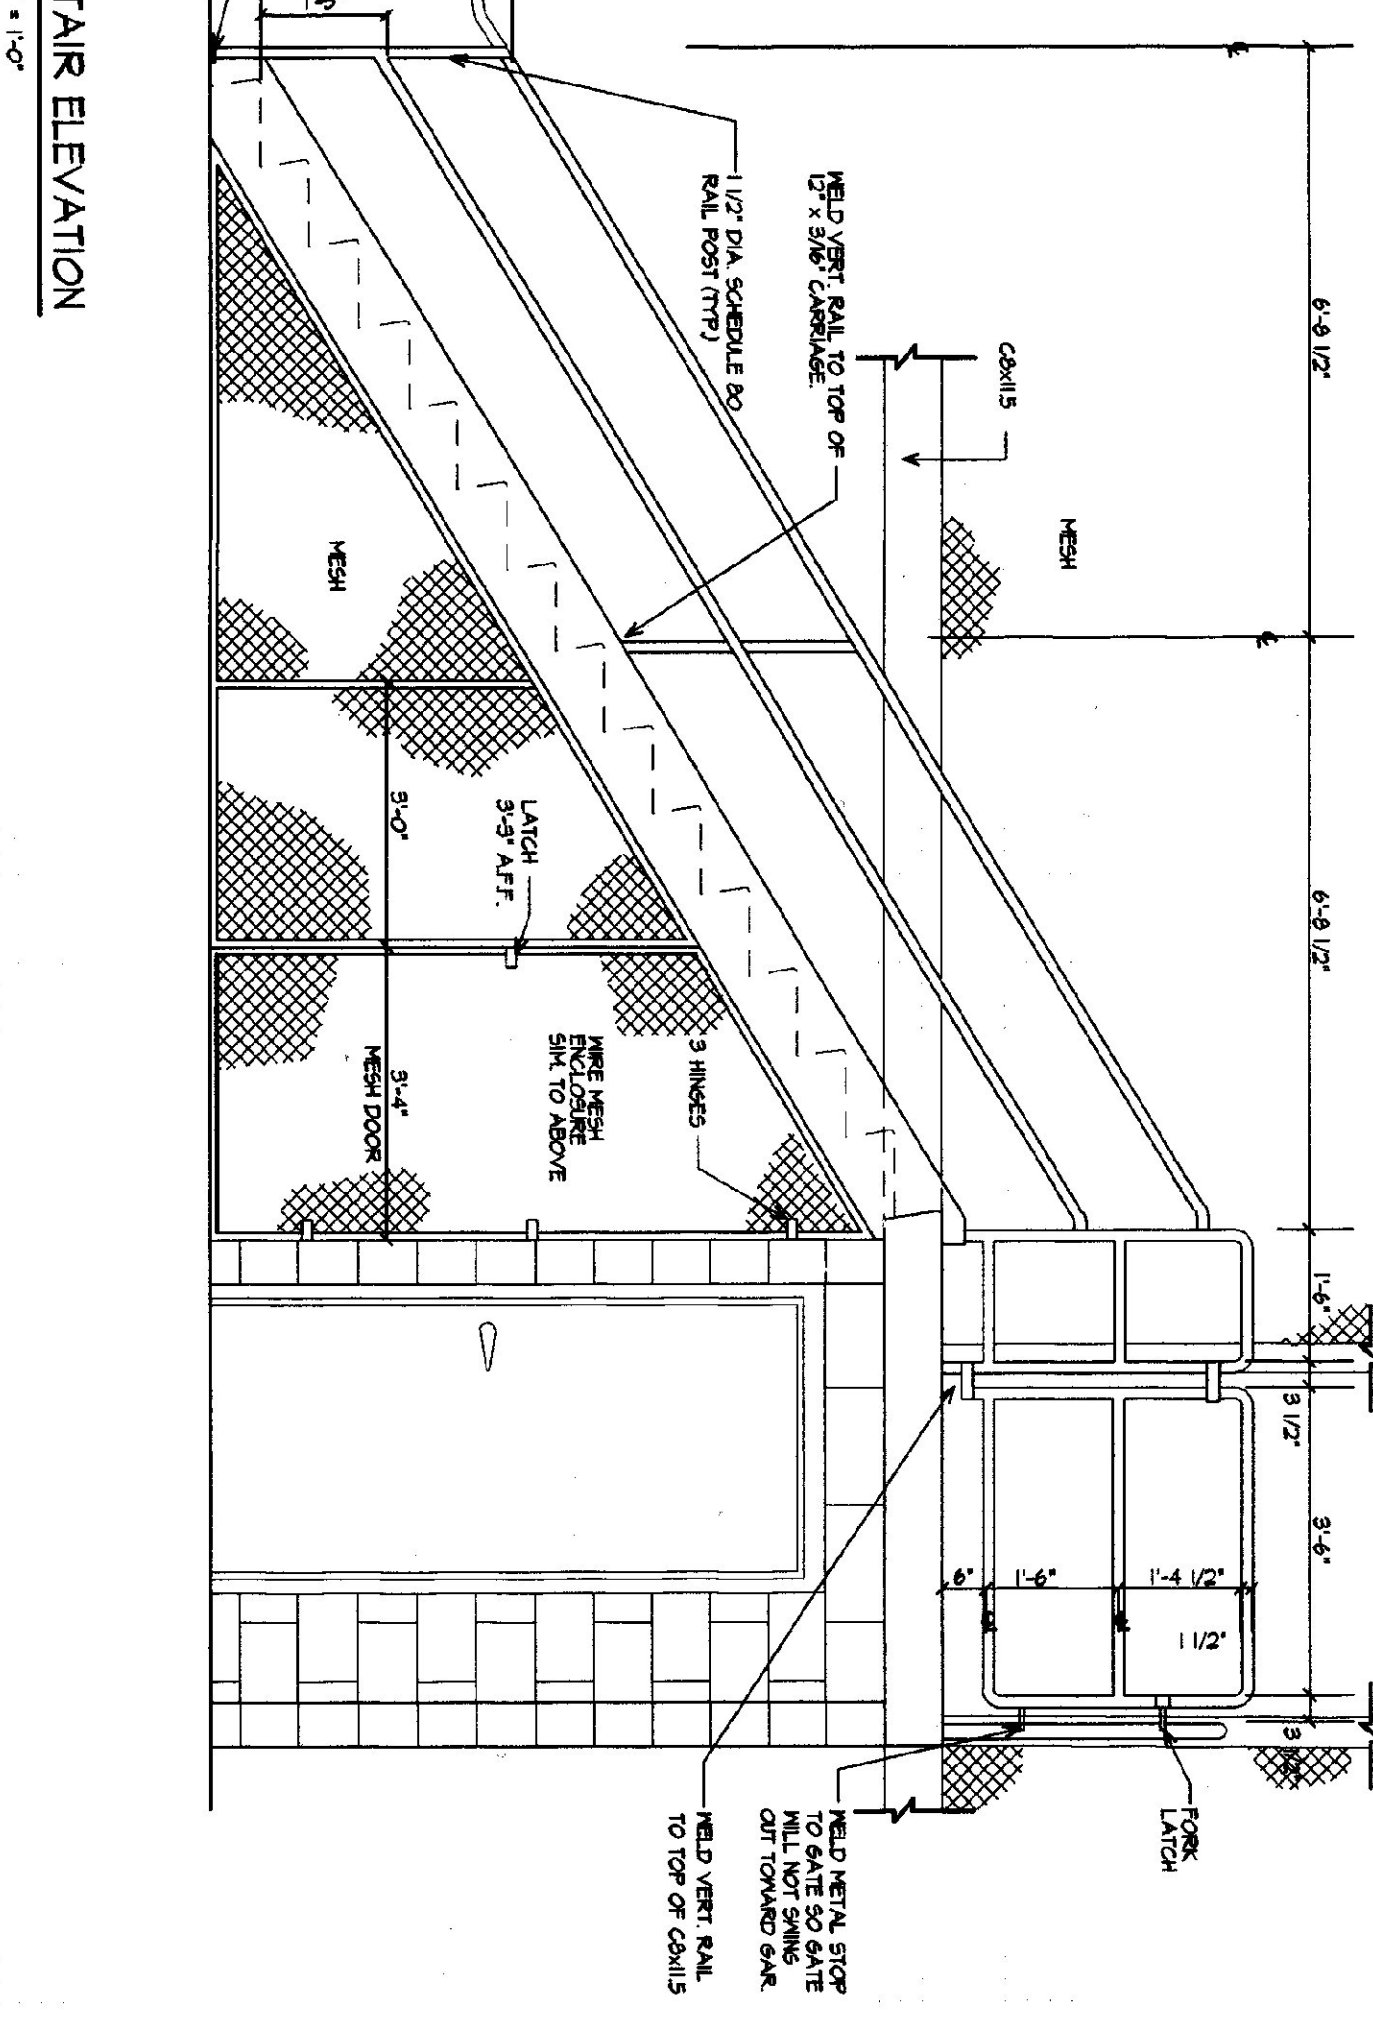 6'-8 1/2"
6'-8 1/2"
1'-6"
3 1/2"
3'-6"
3 1/2"
C8x11.5
MESH
WELD VERT. RAIL TO TOP OF
12" x 3/16" CARRIAGE.
1 1/2" DIA. SCHEDULE 80
RAIL POST (TYP.)
6"
1'-6"
1'-4 1/2"
1 1/2"
FORK
LATCH
WELD METAL STOP
TO GATE SO GATE
WILL NOT SWING
OUT TOWARD GAR.
WELD VERT. RAIL
TO TOP OF C8x11.5
MESH
3'-0"
LATCH
3'-3" A.F.F.
3 HINGES
WIRE MESH
ENCLOSURE
SIM. TO ABOVE
3'-4"
MESH DOOR
TAIR ELEVATION
= 1'-0"